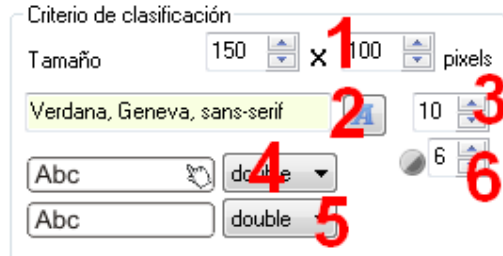 Criterio de clasificación
Tamaño 150 x 100 pixels 1
Verdana, Geneva, sans-serif A 2 10 3
Abc double 4 6 6
Abc double 5